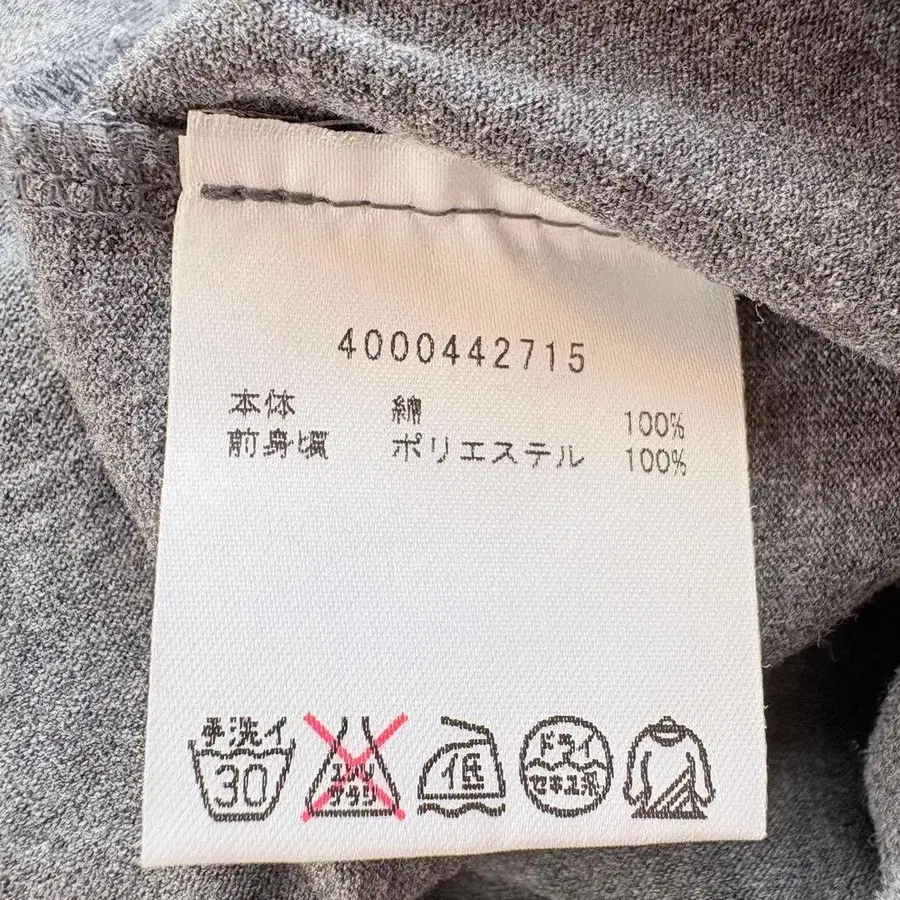 4000442715
本体 綿 100%
前身頃 ポリエステル 100%
手洗イ 30 エンソ サラシ 低 ドライ セキユ系